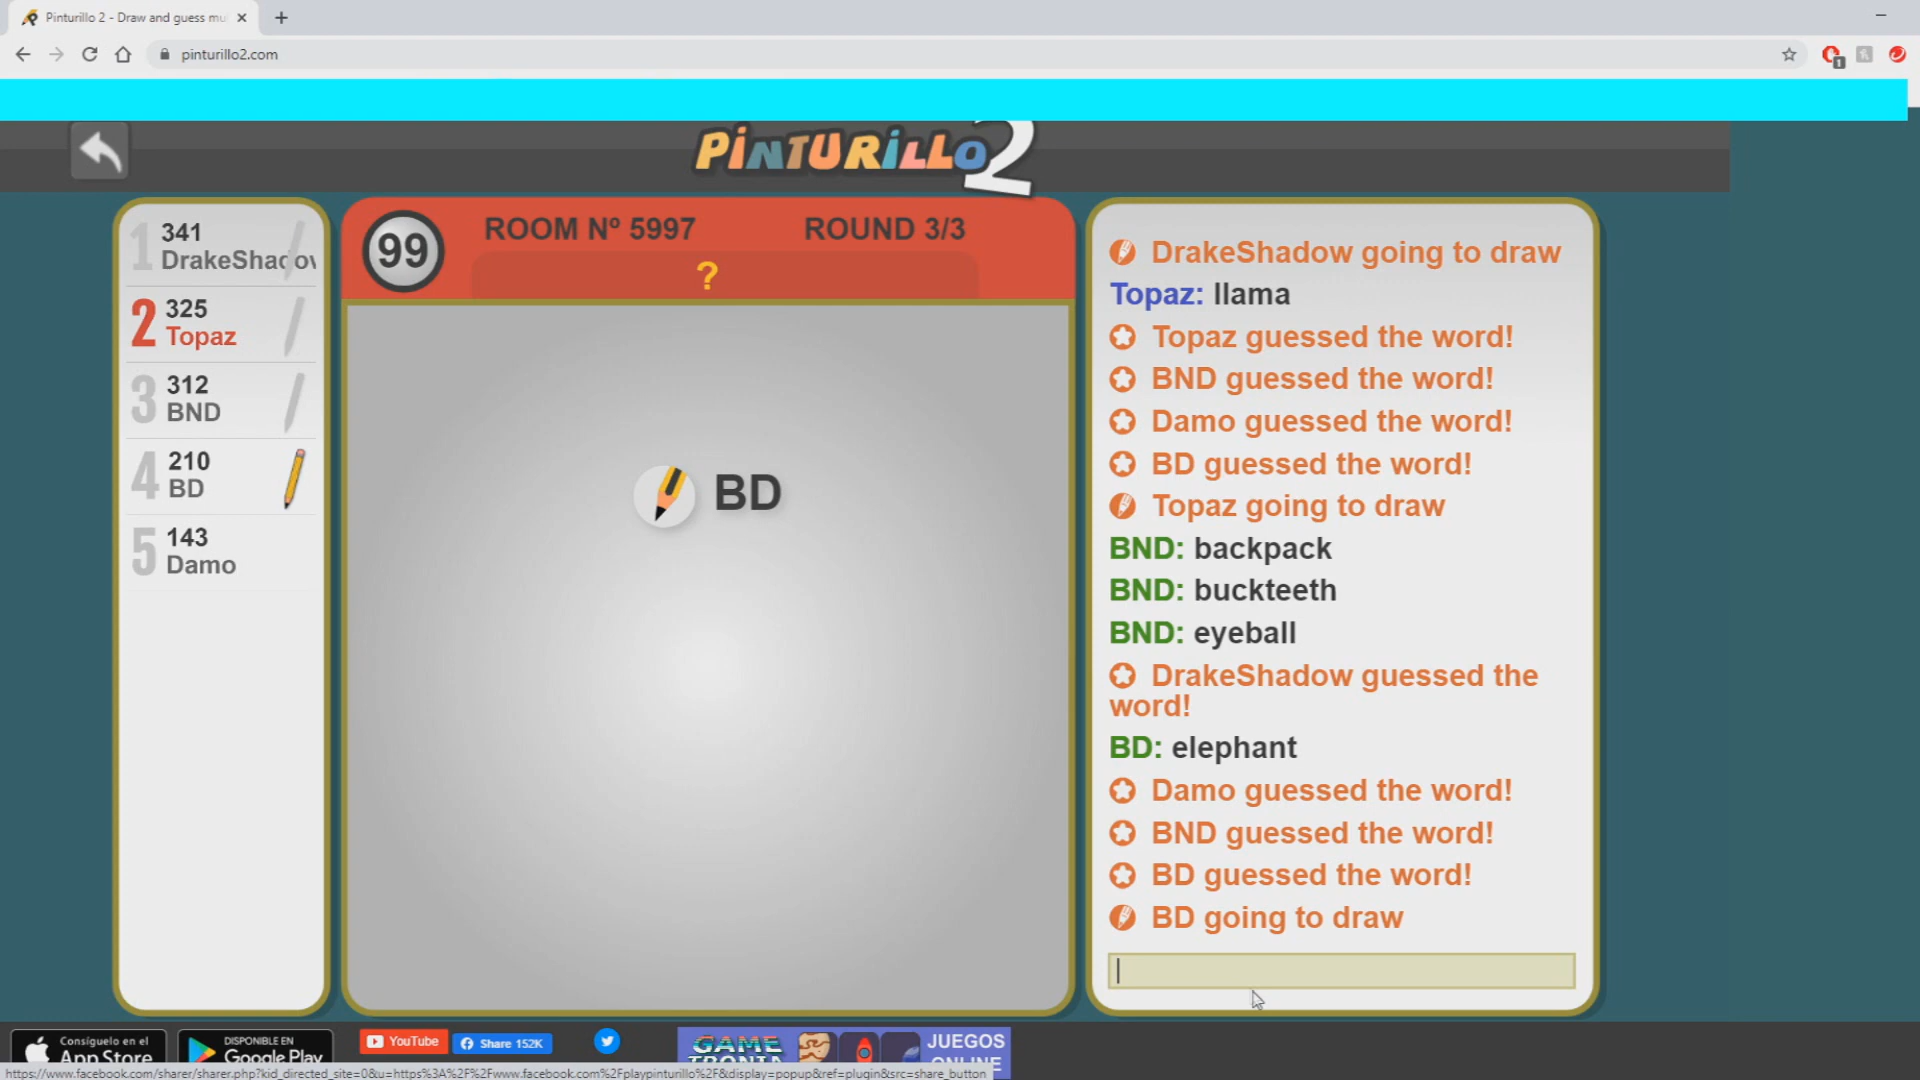 Pinturillo 2 - Draw and guess mu
pinturillo2.com
1
PINTURILLO 2
1 341
DrakeShadov
2 325
Topaz
3 312
BND
4 210
BD
5 143
Damo
99
ROOM Nº 5997
ROUND 3/3
?
BD
DrakeShadow going to draw
Topaz: llama
Topaz guessed the word!
BND guessed the word!
Damo guessed the word!
BD guessed the word!
Topaz going to draw
BND: backpack
BND: buckteeth
BND: eyeball
DrakeShadow guessed the
word!
BD: elephant
Damo guessed the word!
BND guessed the word!
BD guessed the word!
BD going to draw
Consíguelo en el
App Store
DISPONIBLE EN
Google Play
YouTube
Share 152K
GAME
TRONIA
JUEGOS
ONLINE
https://www.facebook.com/sharer/sharer.php?kid_directed_site=0&u=https%3A%2F%2Fwww.facebook.com%2Fplaypinturillo%2F&display=popup&ref=plugin&src=share_button